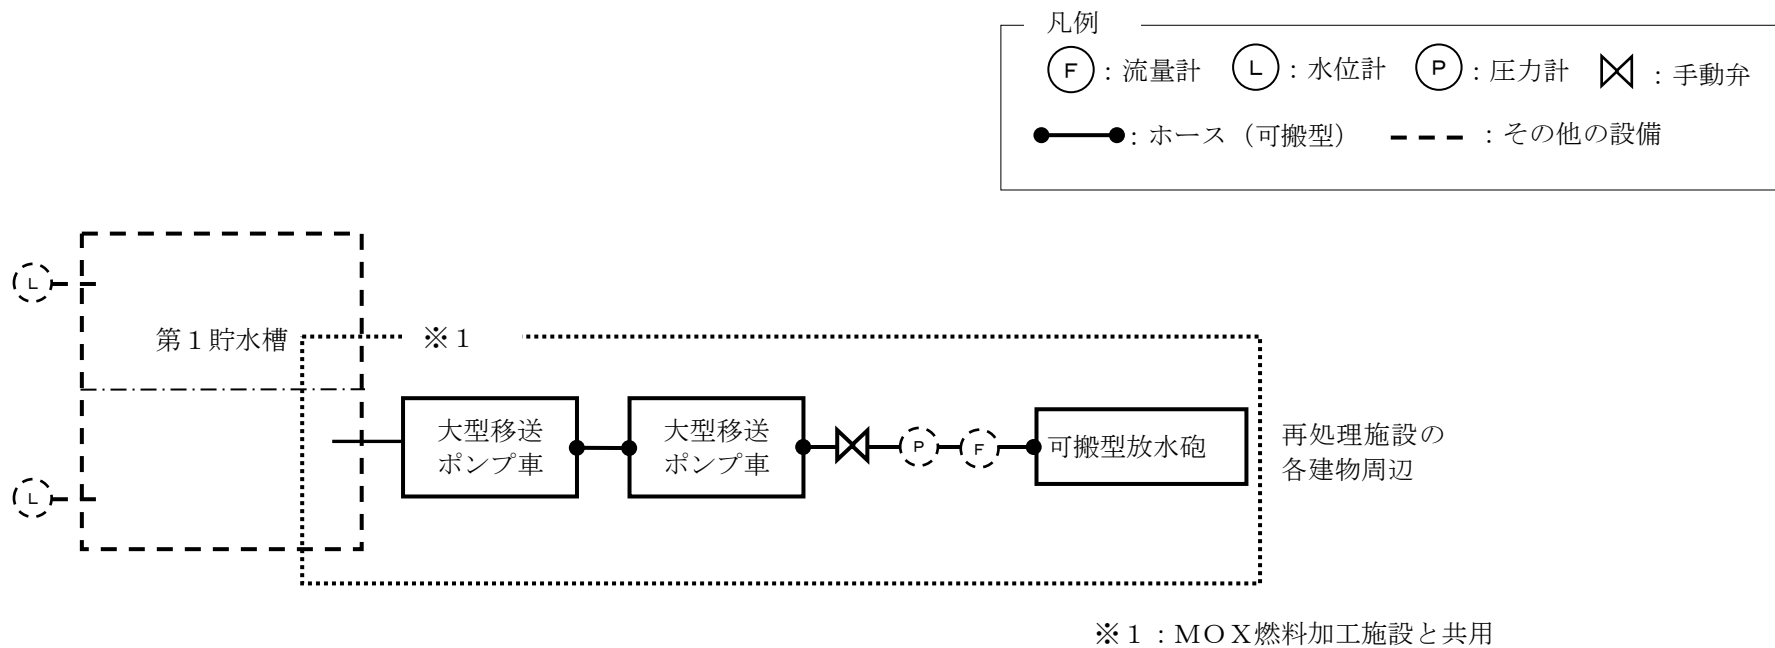 凡例
F：流量計 L：水位計 P：圧力計 ：手動弁
：ホース（可搬型） ：その他の設備
L
第１貯水槽
※１
大型移送
ポンプ車
大型移送
ポンプ車
P
F
可搬型放水砲
再処理施設の
各建物周辺
L
※１：ＭＯＸ燃料加工施設と共用